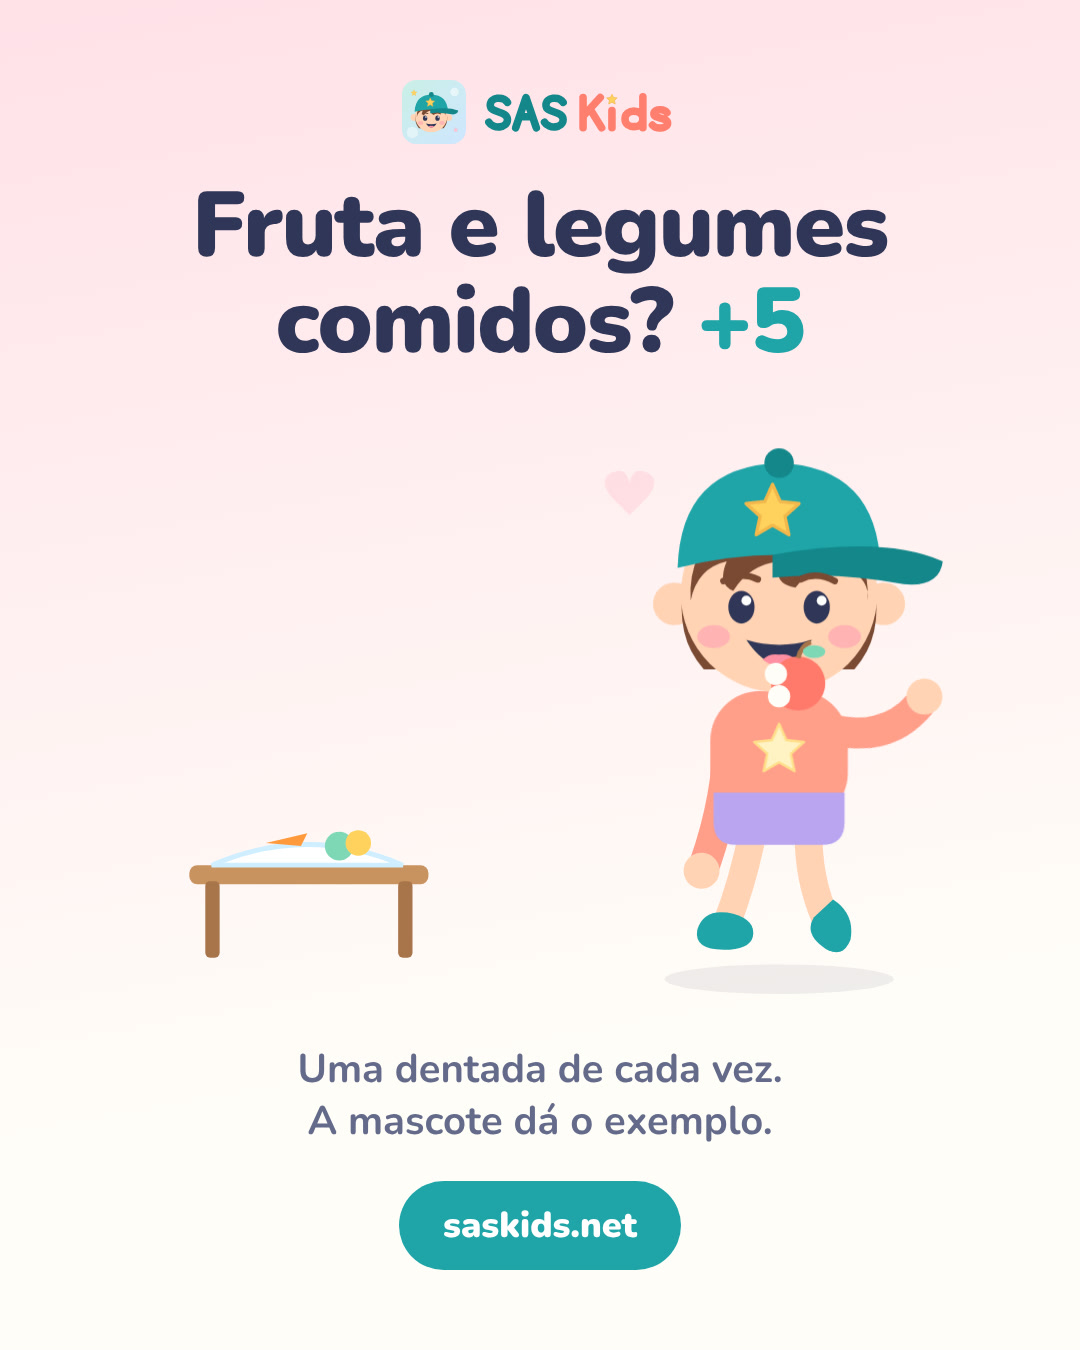 SAS Kids
Fruta e legumes
comidos? +5
Uma dentada de cada vez.
A mascote dá o exemplo.
saskids.net